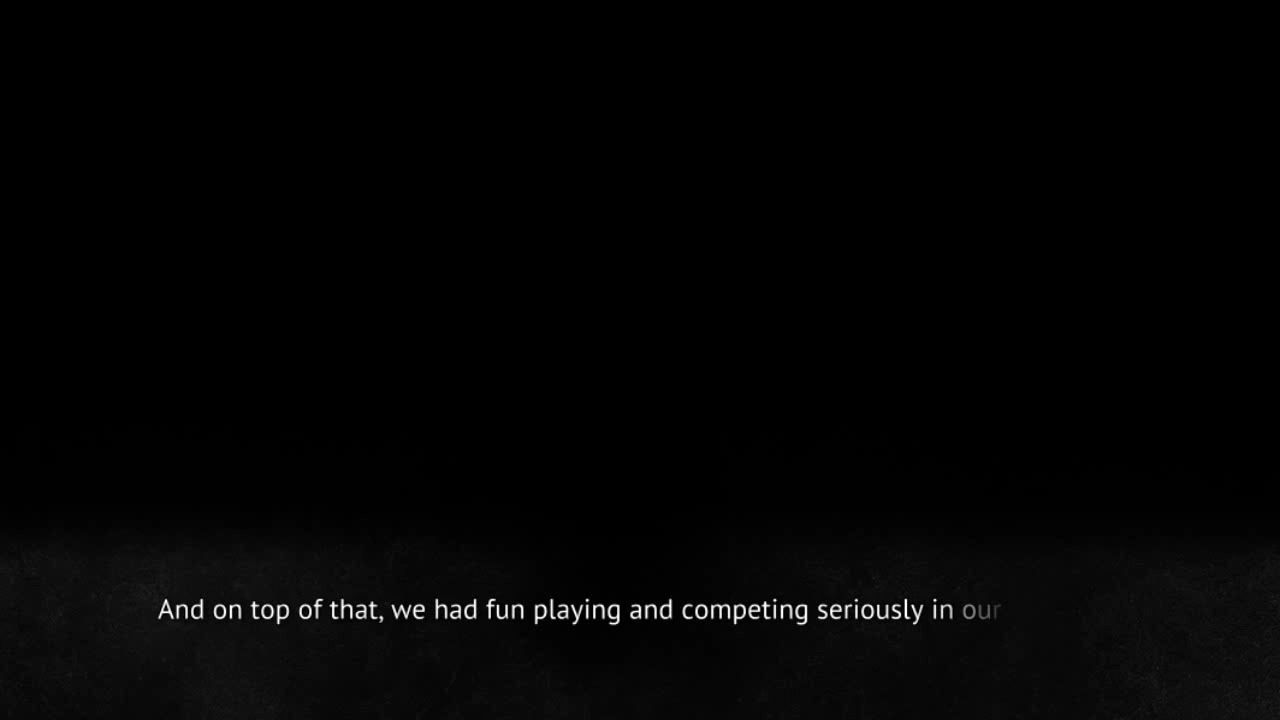 And on top of that, we had fun playing and competing seriously in our